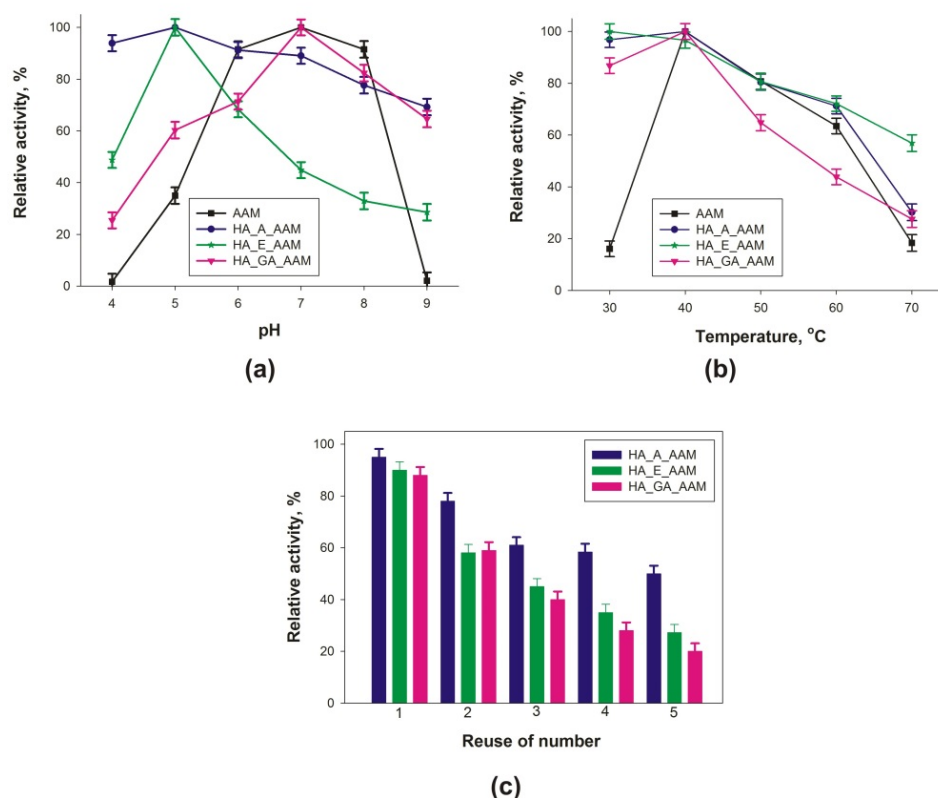 Relative activity, %
100
80
60
40
20
0
AAM
HA_A_AAM
HA_E_AAM
HA_GA_AAM
4 5 6 7 8 9
pH
(a)
Relative activity, %
100
80
60
40
20
0
AAM
HA_A_AAM
HA_E_AAM
HA_GA_AAM
30 40 50 60 70
Temperature, °C
(b)
Relative activity, %
100
80
60
40
20
0
HA_A_AAM
HA_E_AAM
HA_GA_AAM
1 2 3 4 5
Reuse of number
(c)